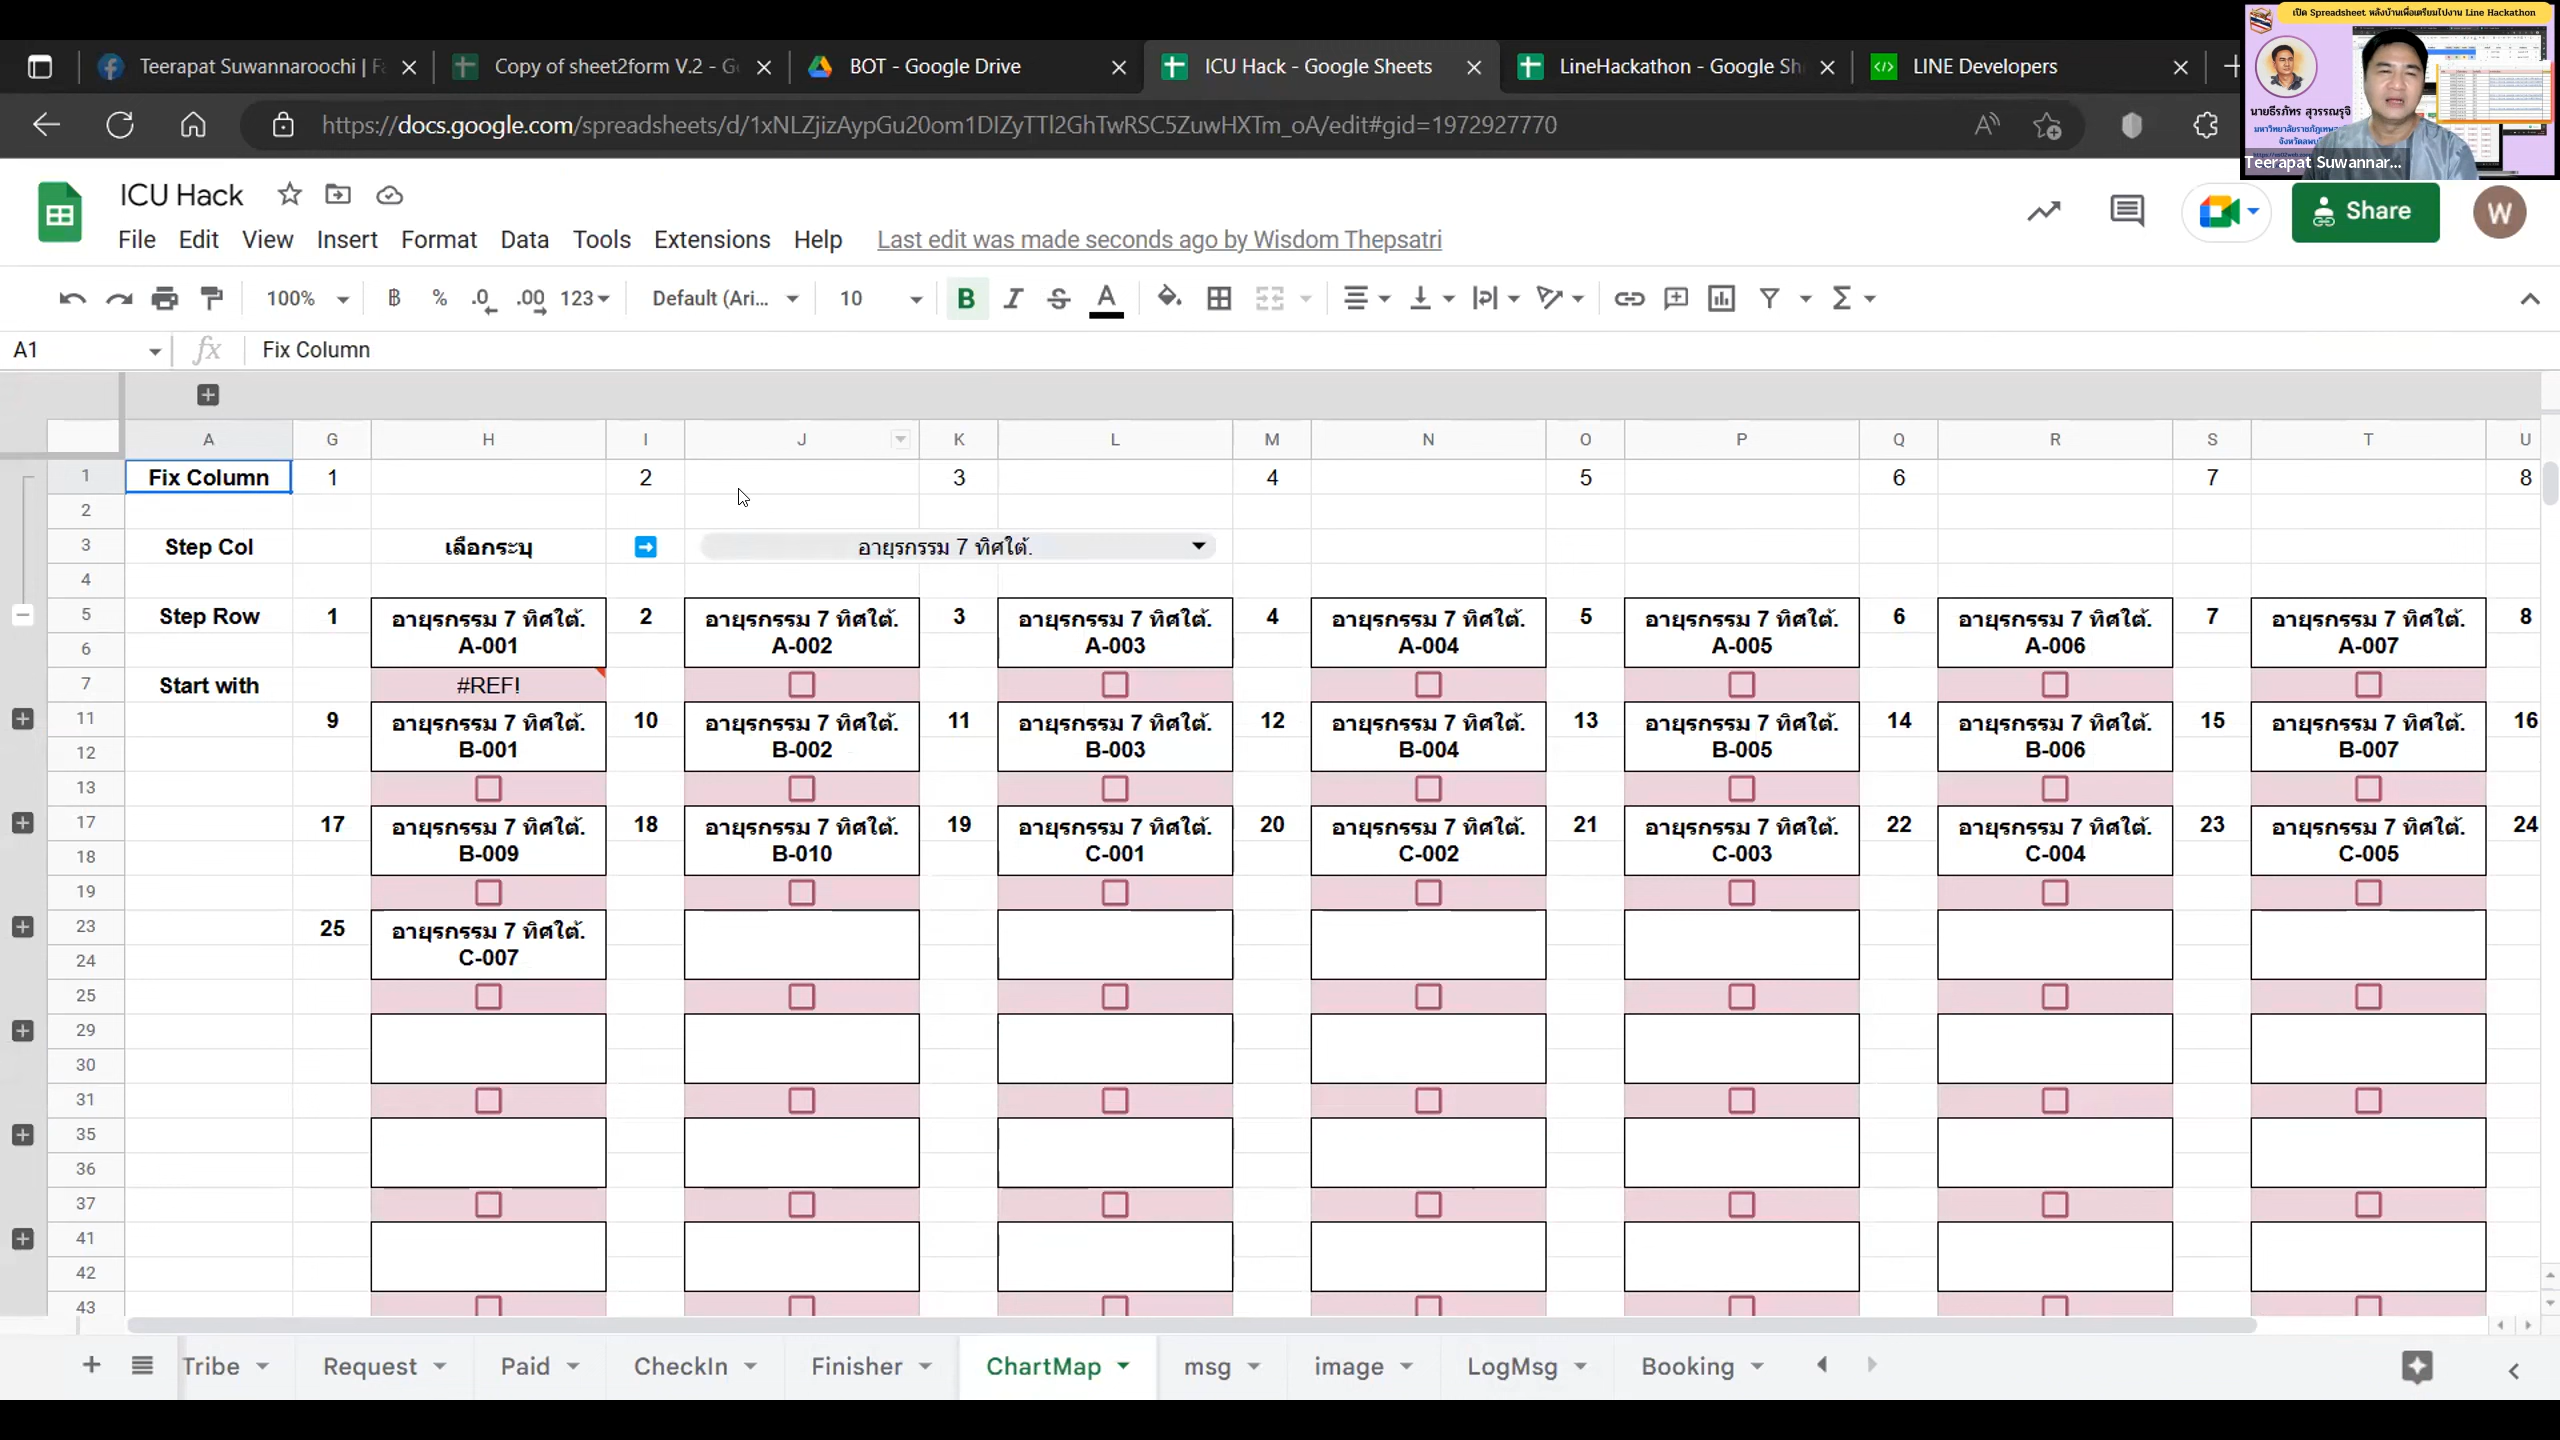 เปิด Spreadsheet หลังบ้านเพื่อเตรียมไปงาน Line Hackathon
Teerapat Suwannaroochi | Fa
Copy of sheet2form V.2 - G
BOT - Google Drive
ICU Hack - Google Sheets
LineHackathon - Google Sh
LINE Developers
นายธีรภัทร สุวรรณรุจิ
Teerapat Suwannar...
https://docs.google.com/spreadsheets/d/1xNLZjizAypGu20om1DIZyTTl2GhTwRSC5ZuwHXTm_oA/edit#gid=1972927770
ICU Hack
Share
W
File Edit View Insert Format Data Tools Extensions Help Last edit was made seconds ago by Wisdom Thepsatri
100% ฿ % .0 .00 123 Default (Ari... 10 B I S A Σ
A1 fx Fix Column
A G H I J K L M N O P Q R S T U
1 Fix Column 1 2 3 4 5 6 7 8
2
3 Step Col เลือกระบุ อายุรกรรม 7 ทิศใต้.
4
5 Step Row 1 อายุรกรรม 7 ทิศใต้. 2 อายุรกรรม 7 ทิศใต้. 3 อายุรกรรม 7 ทิศใต้. 4 อายุรกรรม 7 ทิศใต้. 5 อายุรกรรม 7 ทิศใต้. 6 อายุรกรรม 7 ทิศใต้. 7 อายุรกรรม 7 ทิศใต้. 8
6 A-001 A-002 A-003 A-004 A-005 A-006 A-007
7 Start with #REF!
11 9 อายุรกรรม 7 ทิศใต้. 10 อายุรกรรม 7 ทิศใต้. 11 อายุรกรรม 7 ทิศใต้. 12 อายุรกรรม 7 ทิศใต้. 13 อายุรกรรม 7 ทิศใต้. 14 อายุรกรรม 7 ทิศใต้. 15 อายุรกรรม 7 ทิศใต้. 16
12 B-001 B-002 B-003 B-004 B-005 B-006 B-007
13
17 17 อายุรกรรม 7 ทิศใต้. 18 อายุรกรรม 7 ทิศใต้. 19 อายุรกรรม 7 ทิศใต้. 20 อายุรกรรม 7 ทิศใต้. 21 อายุรกรรม 7 ทิศใต้. 22 อายุรกรรม 7 ทิศใต้. 23 อายุรกรรม 7 ทิศใต้. 24
18 B-009 B-010 C-001 C-002 C-003 C-004 C-005
19
23 25 อายุรกรรม 7 ทิศใต้.
24 C-007
25
29
30
31
35
36
37
41
42
43
Tribe Request Paid CheckIn Finisher ChartMap msg image LogMsg Booking